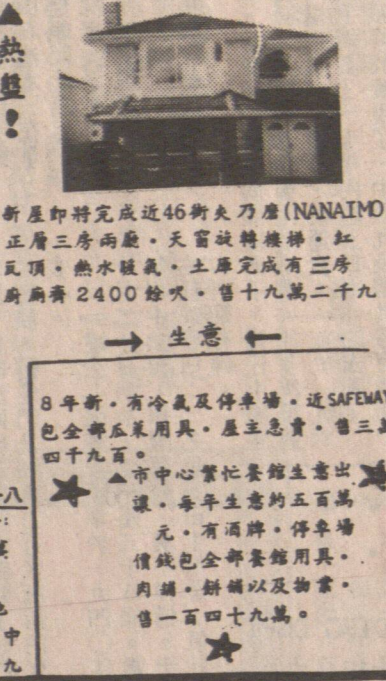 ▲熱盤!
新屋即將完成近46街夾乃磨(NANAIMO
正層三房兩廳・天窗旋轉樓梯・紅
瓦頂・熱水暖氣・土庫完成有三房
廚廁齊2400餘呎・售十九萬二千九
→ 生意 ←
8年新・有冷氣及停車場・近SAFEWAY
包全部瓜菜用具・屋主急賣・售三萬
四千九百。
▲市中心繁忙餐館生意出
讓・每年生意約五百萬
元・有酒牌・停車場
價錢包全部餐館用具・
肉鋪・餅鋪以及物業・
售一百四十九萬。
八
中
九